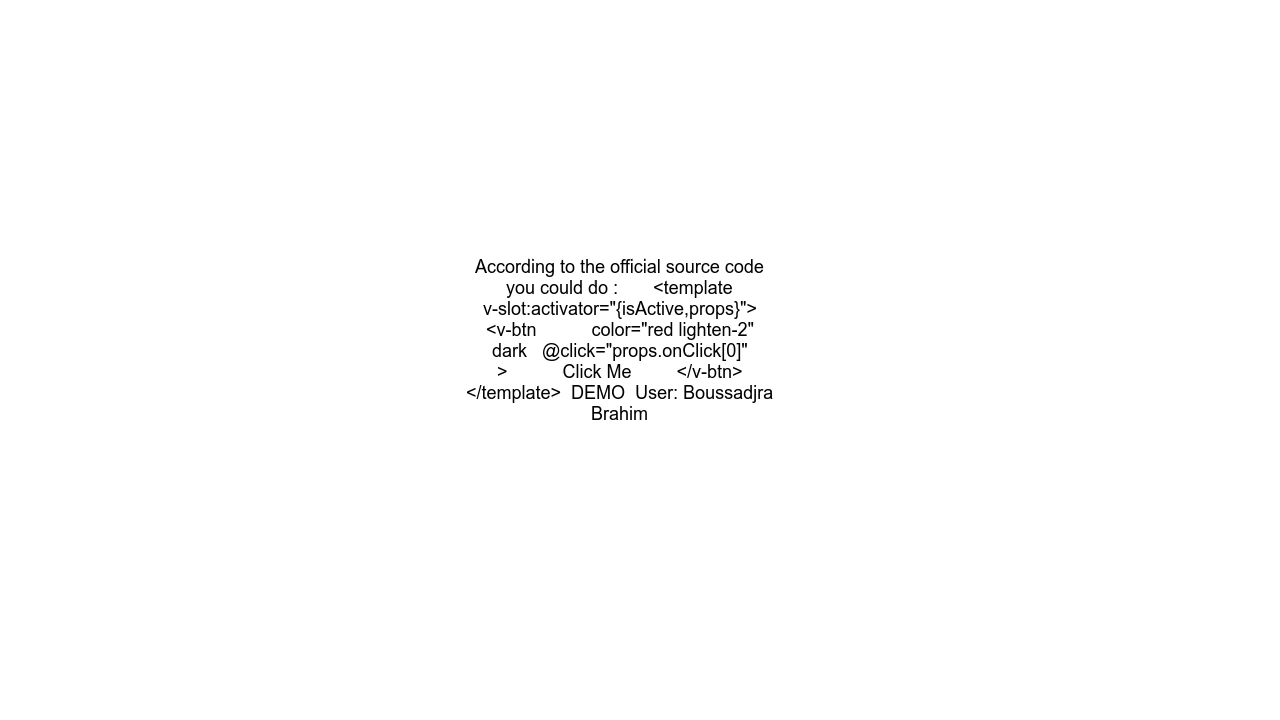 According to the official source code
you could do :       <template
v-slot:activator="{isActive,props}">
<v-btn           color="red lighten-2"
dark   @click="props.onClick[0]"
>           Click Me         </v-btn>
</template>  DEMO  User: Boussadjra
Brahim